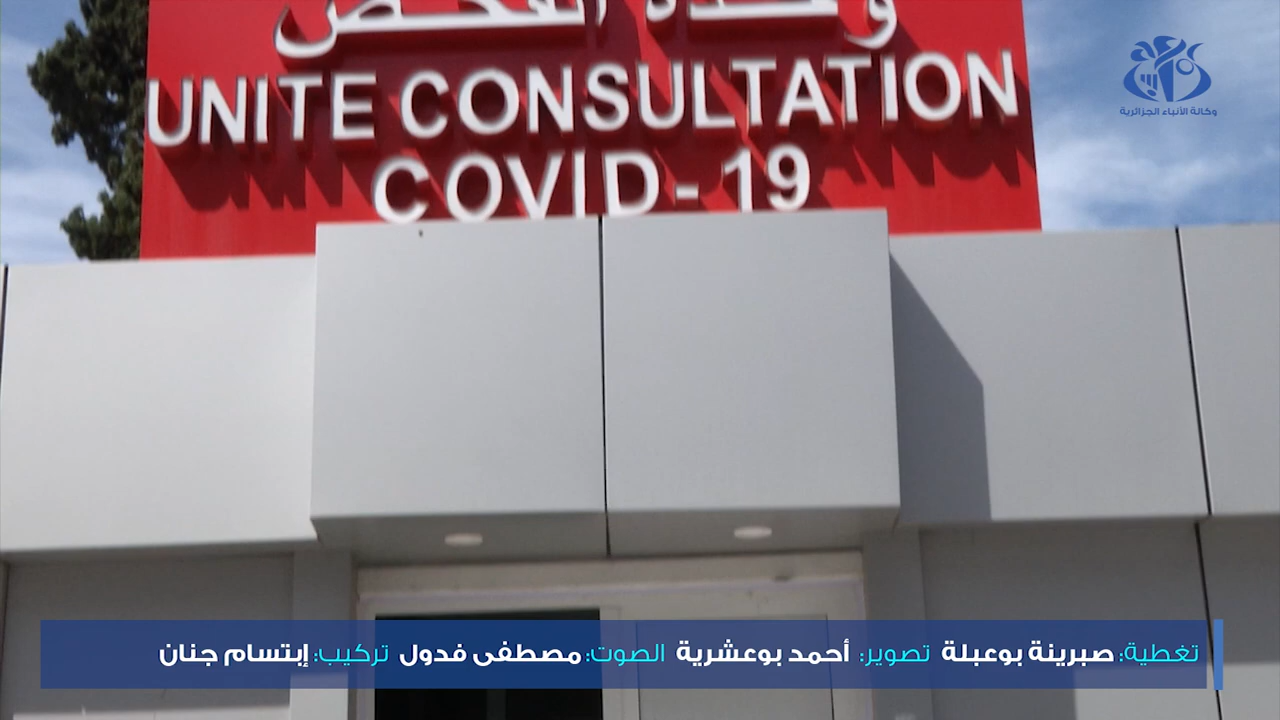 وحدة الفحص
UNITE CONSULTATION
COVID - 19
وكالة الأنباء الجزائرية
تغطية: صبرينة بوعبلة تصوير: أحمد بوعشرية الصوت: مصطفى فدول تركيب: إبتسام جنان